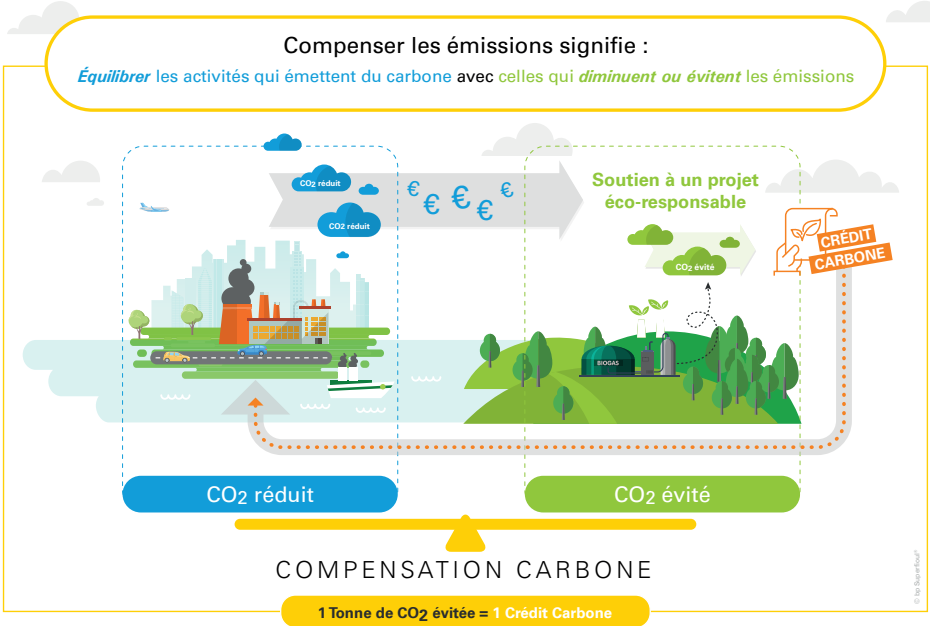 Compenser les émissions signifie :
Équilibrer les activités qui émettent du carbone avec celles qui diminuent ou évitent les émissions
CO2 réduit
CO2 réduit
€ € € € €
Soutien à un projet
éco-responsable
CO2 évité
CRÉDIT
CARBONE
BIOGAS
CO2 réduit
CO2 évité
COMPENSATION CARBONE
1 Tonne de CO2 évitée = 1 Crédit Carbone